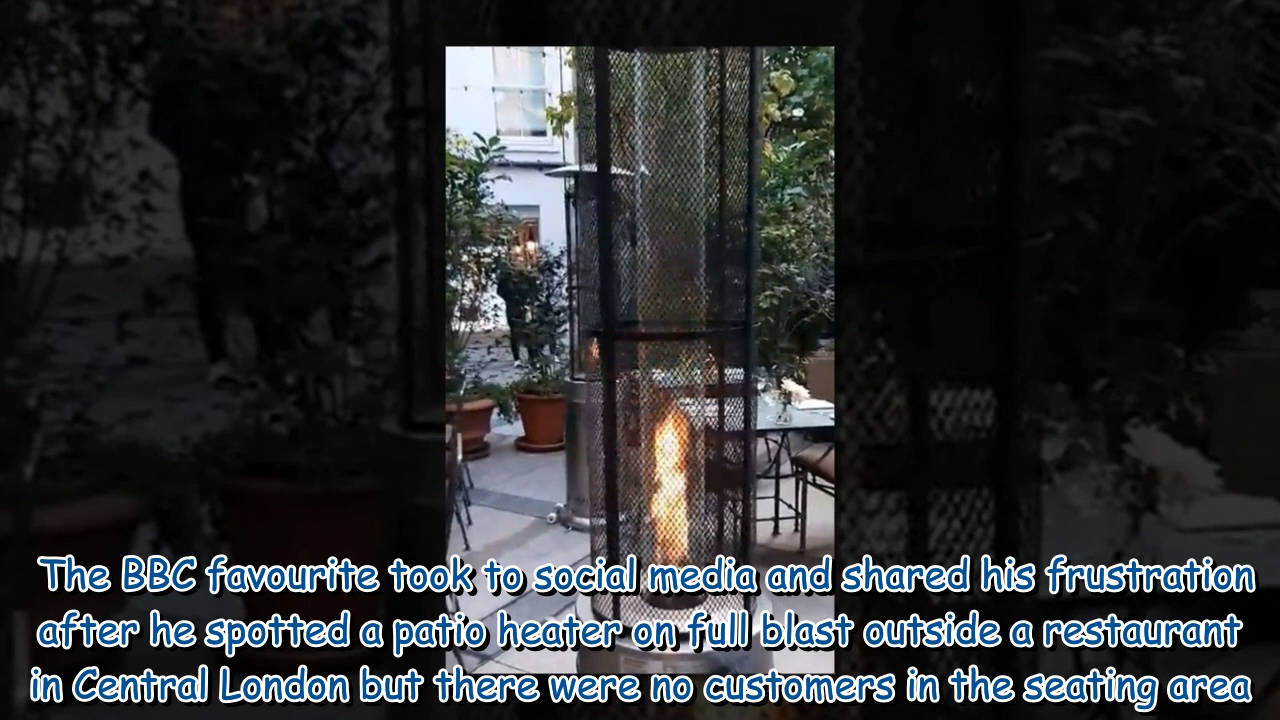 The BBC favourite took to social media and shared his frustration
after he spotted a patio heater on full blast outside a restaurant
in Central London but there were no customers in the seating area